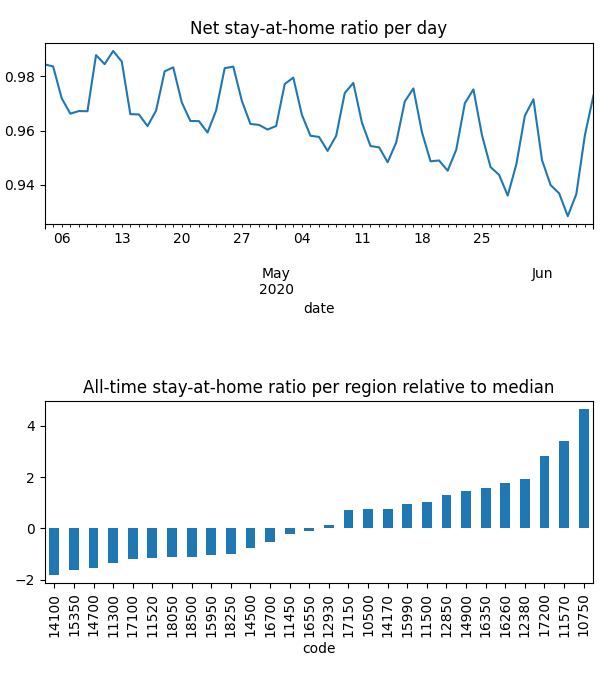 Net stay-at-home ratio per day
0.98
0.96
0.94
06 13 20 27 04 11 18 25
May Jun
2020
date
All-time stay-at-home ratio per region relative to median
4
2
0
−2
14100 15350 14700 11300 17100 11520 18050 18500 15950 18250 14500 16700 11450 16550 12930 17150 10500 14170 15990 11500 12850 14900 16350 16260 12380 17200 11570 10750
code